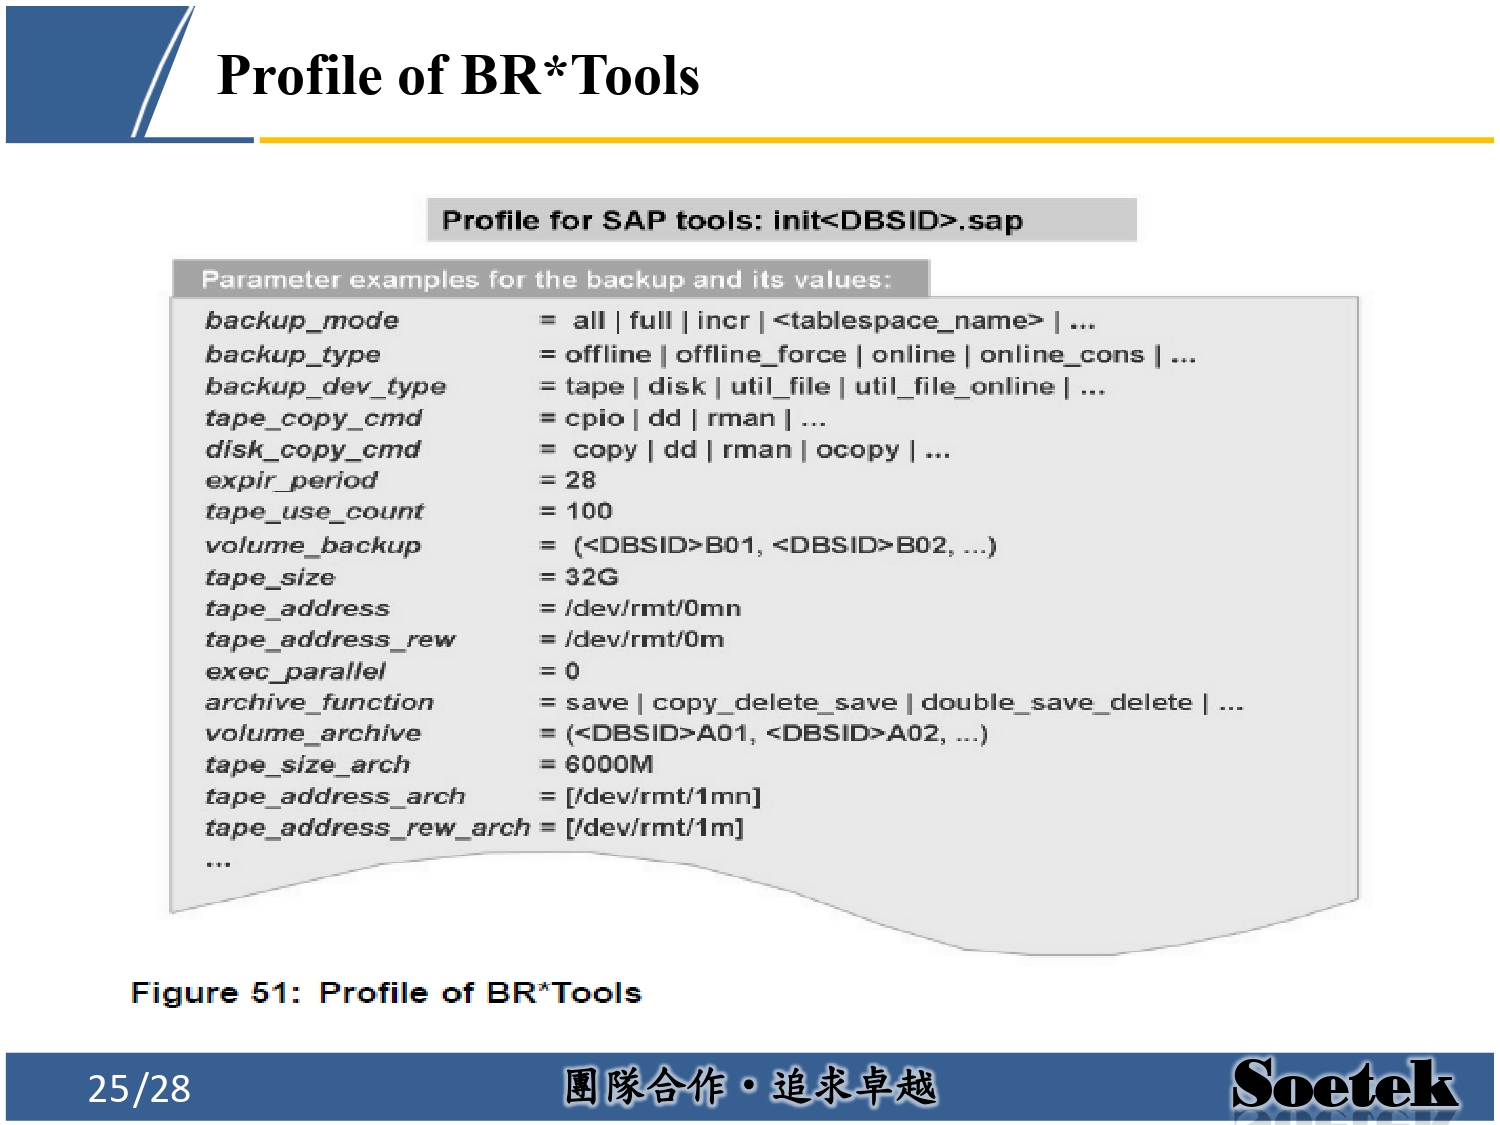 Profile of BR*Tools
Profile for SAP tools: init<DBSID>.sap
Parameter examples for the backup and its values:
backup_mode = all | full | incr | <tablespace_name> | ...
backup_type = offline | offline_force | online | online_cons | ...
backup_dev_type = tape | disk | util_file | util_file_online | ...
tape_copy_cmd = cpio | dd | rman | ...
disk_copy_cmd = copy | dd | rman | ocopy | ...
expir_period = 28
tape_use_count = 100
volume_backup = (<DBSID>B01, <DBSID>B02, ...)
tape_size = 32G
tape_address = /dev/rmt/0mn
tape_address_rew = /dev/rmt/0m
exec_parallel = 0
archive_function = save | copy_delete_save | double_save_delete | ...
volume_archive = (<DBSID>A01, <DBSID>A02, ...)
tape_size_arch = 6000M
tape_address_arch = [/dev/rmt/1mn]
tape_address_rew_arch = [/dev/rmt/1m]
...
Figure 51: Profile of BR*Tools
25/28
團隊合作・追求卓越
Soetek